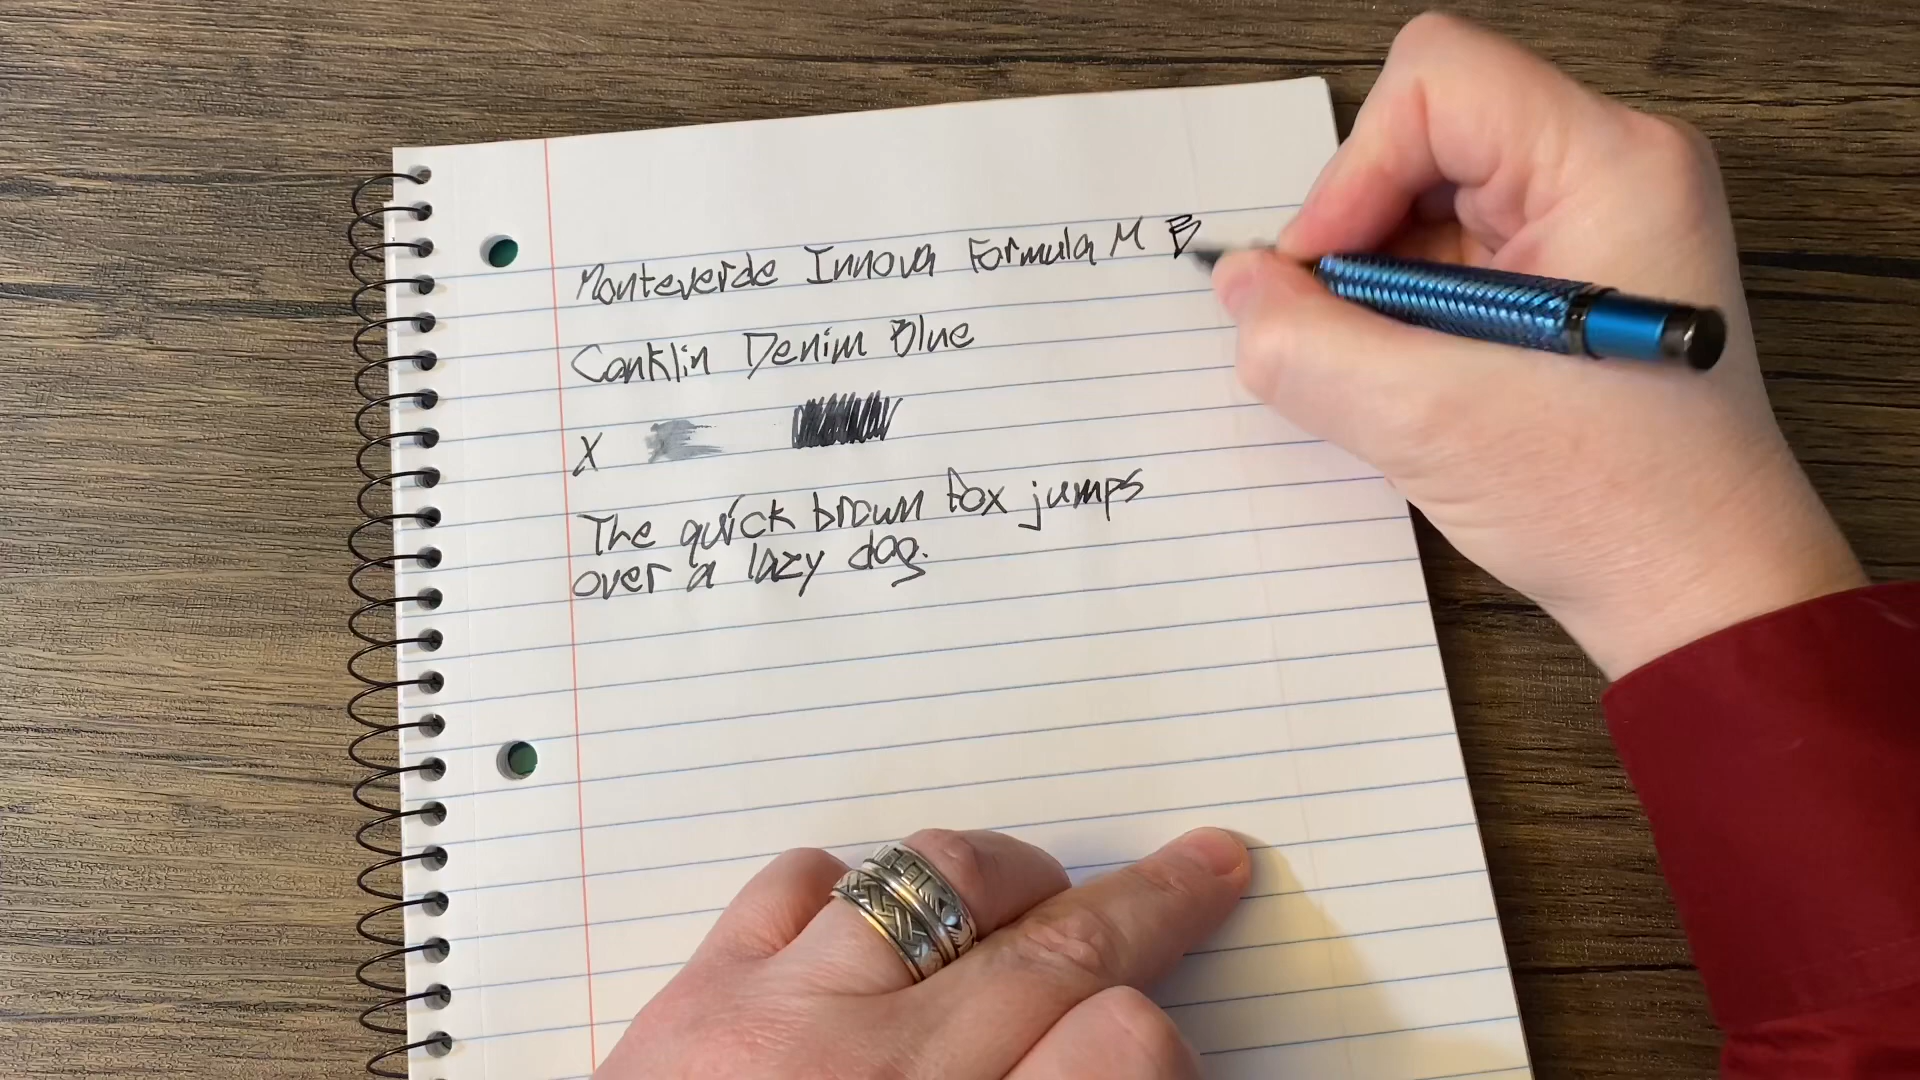 Monteverde Innova Formula M B
Conklin Denim Blue
X
The quick brown fox jumps
over a lazy dog.